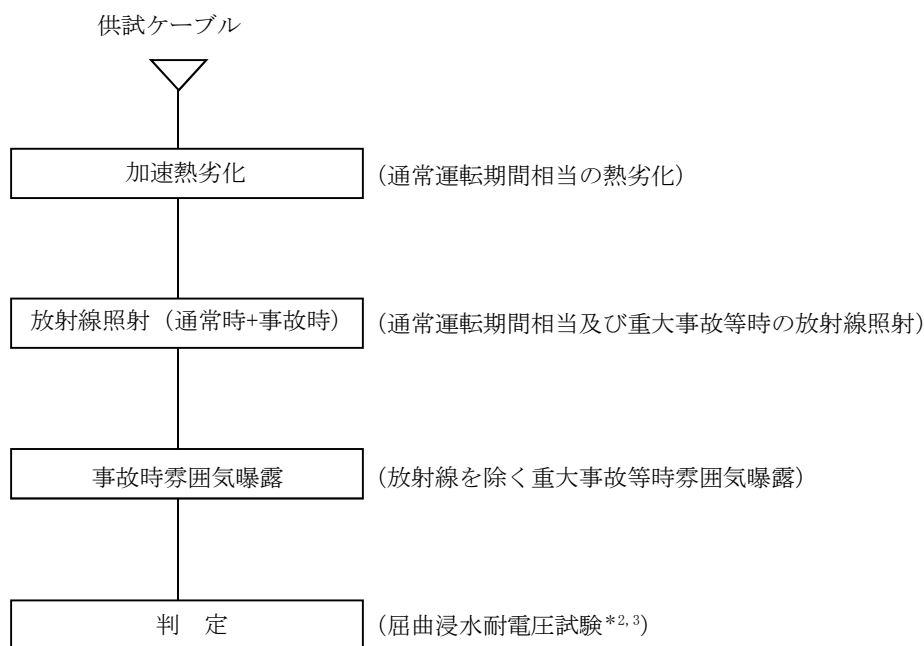 供試ケーブル
加速熱劣化 (通常運転期間相当の熱劣化)
放射線照射 (通常時+事故時) (通常運転期間相当及び重大事故等時の放射線照射)
事故時雰囲気曝露 (放射線を除く重大事故等時雰囲気曝露)
判 定 (屈曲浸水耐電圧試験*2,3)